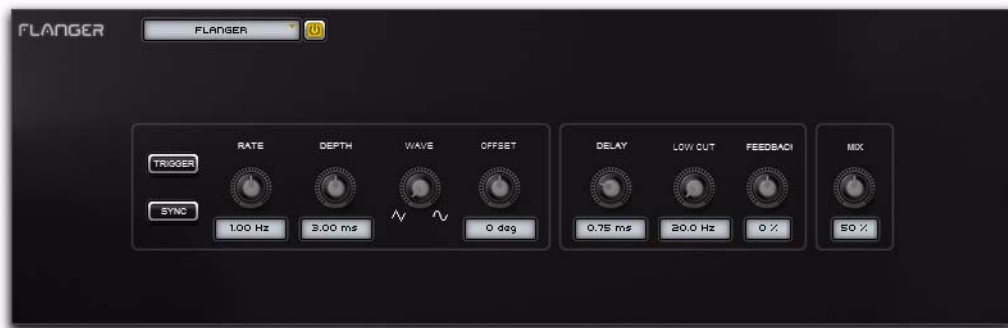 FLANGER
FLANGER
RATE DEPTH WAVE OFFSET DELAY LOW CUT FEEDBACK MIX
TRIGGER
SYNC
1.00 Hz 3.00 ms 0 deg 0.75 ms 20.0 Hz 0 % 50 %